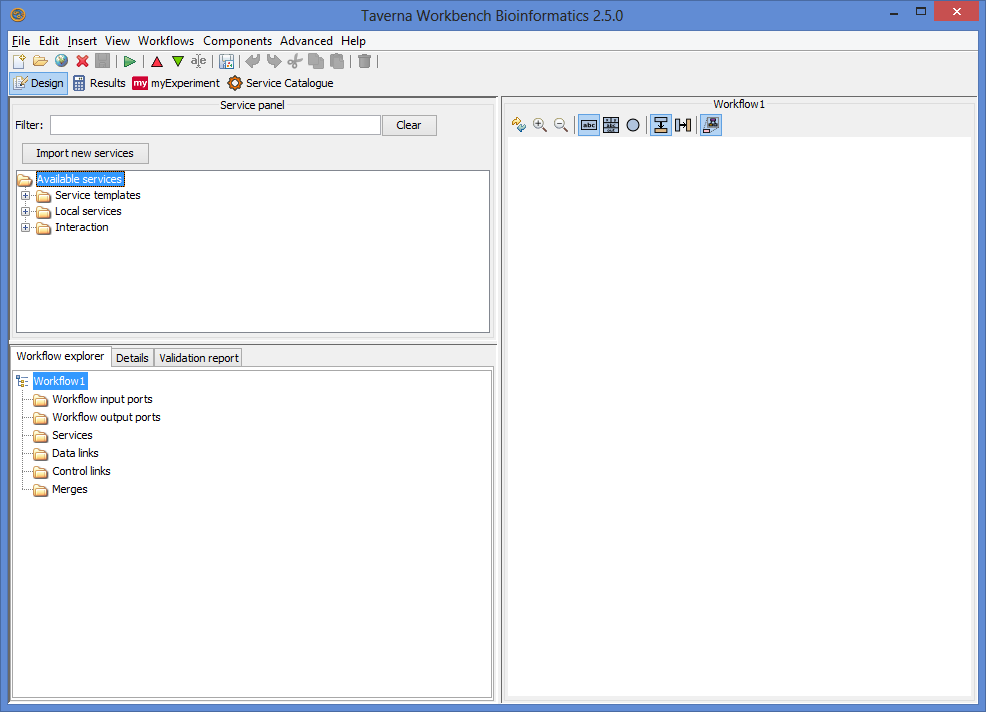 Taverna Workbench Bioinformatics 2.5.0
File Edit Insert View Workflows Components Advanced Help
a|e
Design Results my myExperiment Service Catalogue
Service panel
Filter: Clear
Import new services
Available services
Service templates
Local services
Interaction
Workflow explorer Details Validation report
Workflow1
Workflow input ports
Workflow output ports
Services
Data links
Control links
Merges
Workflow1
abc